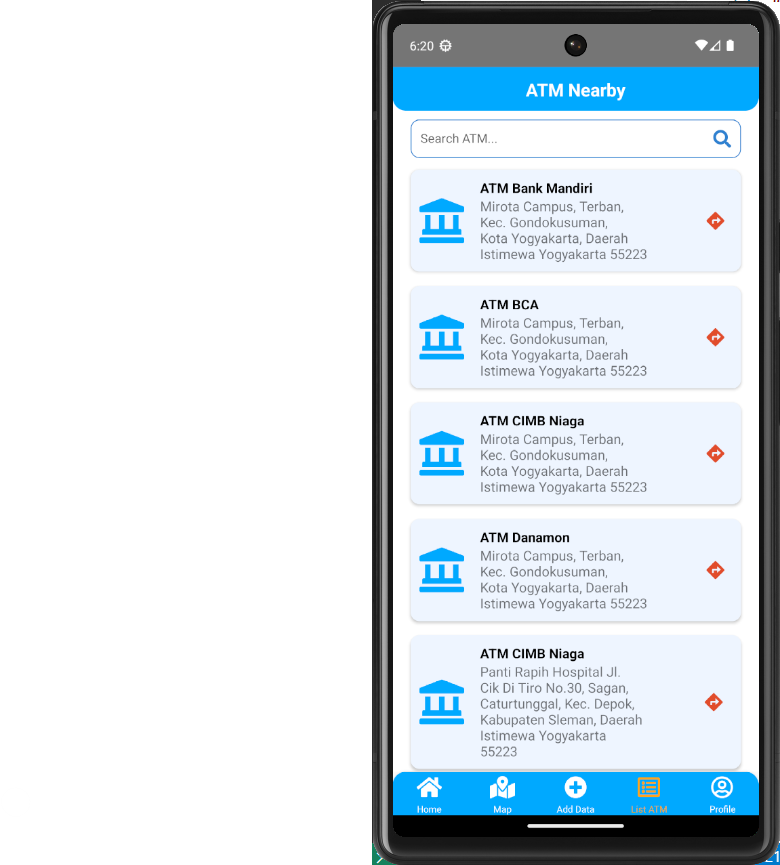 6:20
ATM Nearby
Search ATM...
ATM Bank Mandiri
Mirota Campus, Terban,
Kec. Gondokusuman,
Kota Yogyakarta, Daerah
Istimewa Yogyakarta 55223
ATM BCA
Mirota Campus, Terban,
Kec. Gondokusuman,
Kota Yogyakarta, Daerah
Istimewa Yogyakarta 55223
ATM CIMB Niaga
Mirota Campus, Terban,
Kec. Gondokusuman,
Kota Yogyakarta, Daerah
Istimewa Yogyakarta 55223
ATM Danamon
Mirota Campus, Terban,
Kec. Gondokusuman,
Kota Yogyakarta, Daerah
Istimewa Yogyakarta 55223
ATM CIMB Niaga
Panti Rapih Hospital Jl.
Cik Di Tiro No.30, Sagan,
Caturtunggal, Kec. Depok,
Kabupaten Sleman, Daerah
Istimewa Yogyakarta
55223
Home Map Add Data List ATM Profile